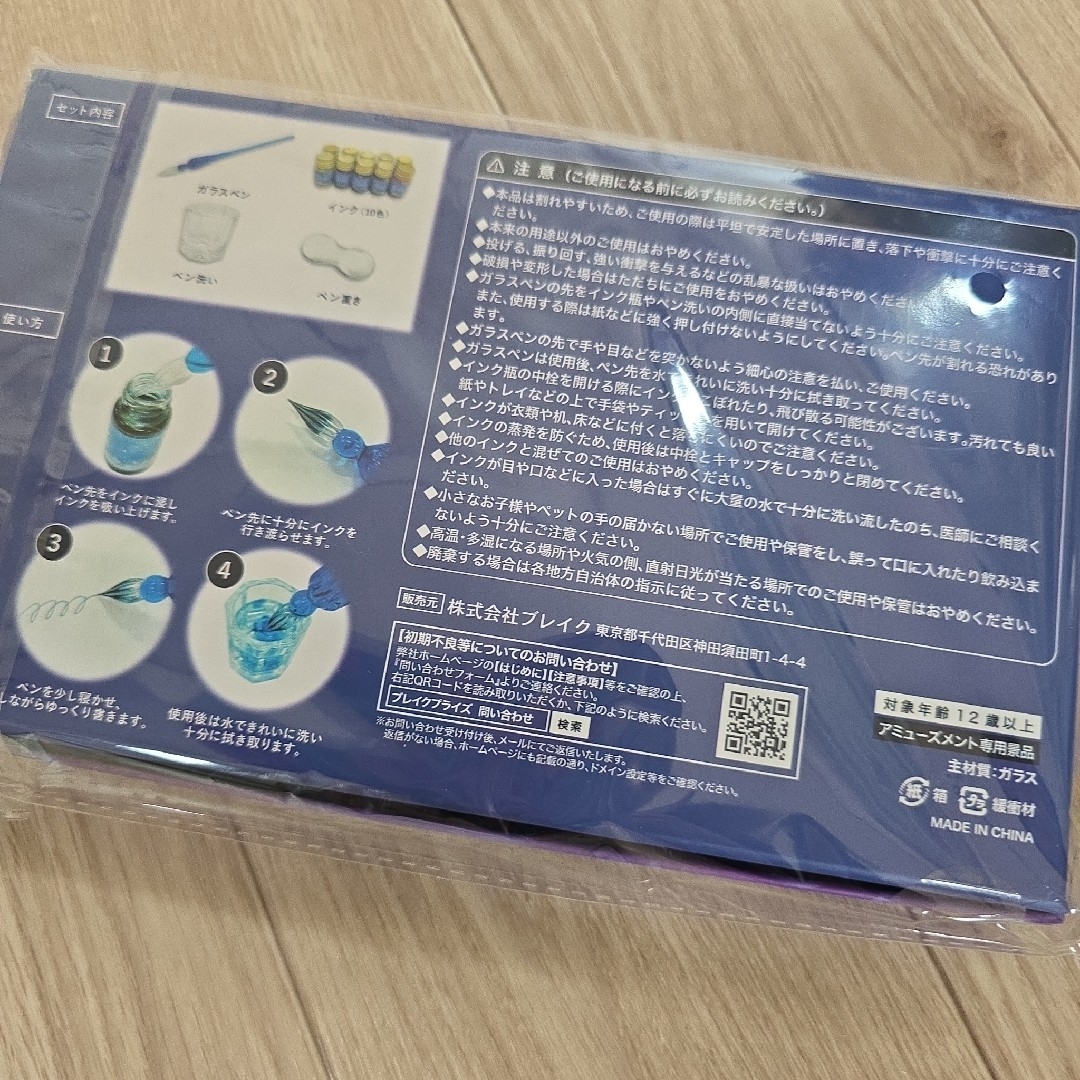 セット内容
ガラスペン
インク(10色)
ペン洗い
ペン置き
使い方
1
ペン先をインクに浸し
インクを吸い上げます。
2
ペン先に十分にインクを
行き渡らせます。
3
ペンを少し寝かせ、
しながらゆっくり書きます。
4
使用後は水できれいに洗い
十分に拭き取ります。
注意 (ご使用になる前に必ずお読みください。)
◆本品は割れやすいため、ご使用の際は平坦で安定した場所に置き、落下や衝撃に十分にご注意く
ださい。
◆本来の用途以外のご使用はおやめください。
◆投げる、振り回す、強い衝撃を与えるなどの乱暴な扱いはおやめくださ
◆破損や変形した場合はただちにご使用をおやめください。
◆ガラスペンの先をインク瓶やペン洗いの内側に直接当てないよう十分にご注意ください。
また、使用する際は紙などに強く押し付けないようにしてください。ペン先が割れる恐れがあり
ます。
◆ガラスペンの先で手や目などを突かないよう細心の注意を払い、ご使用ください。
◆ガラスペンは使用後、ペン先を水できれいに洗い十分に拭き取ってください。
◆インク瓶の中栓を開ける際にイン ぼれたり、飛び散る可能性がございます。汚れても良い
紙やトレイなどの上で手袋やティッ を用いて開けてください。
◆インクが衣類や机、床などに付くと落ちにくいのでご注意ください。
◆インクの蒸発を防ぐため、使用後は中栓とキャップをしっかりと閉めてください。
◆他のインクと混ぜてのご使用はおやめください。
◆インクが目や口などに入った場合はすぐに大量の水で十分に洗い流したのち、医師にご相談く
ださい。
◆小さなお子様やペットの手の届かない場所でご使用や保管をし、誤って口に入れたり飲み込ま
ないよう十分にご注意ください。
◆高温・多湿になる場所や火気の側、直射日光が当たる場所でのご使用や保管はおやめください。
◆廃棄する場合は各地方自治体の指示に従ってください。
販売元 株式会社ブレイク 東京都千代田区神田須田町1-4-4
【初期不良等についてのお問い合わせ】
弊社ホームページの【はじめに】【注意事項】等をご確認の上、
『問い合わせフォーム』よりご連絡ください。
右記QRコードを読み取りいただくか、下記のように検索ください。
ブレイクプライズ 問い合わせ 検索
※お問い合わせ受け付け後、メールにてご返信いたします。
返信がない場合、ホームページにも記載の通り、ドメイン設定等をご確認ください。
対象年齢12歳以上
アミューズメント専用景品
主材質:ガラス
紙 箱 プラ 緩衝材
MADE IN CHINA